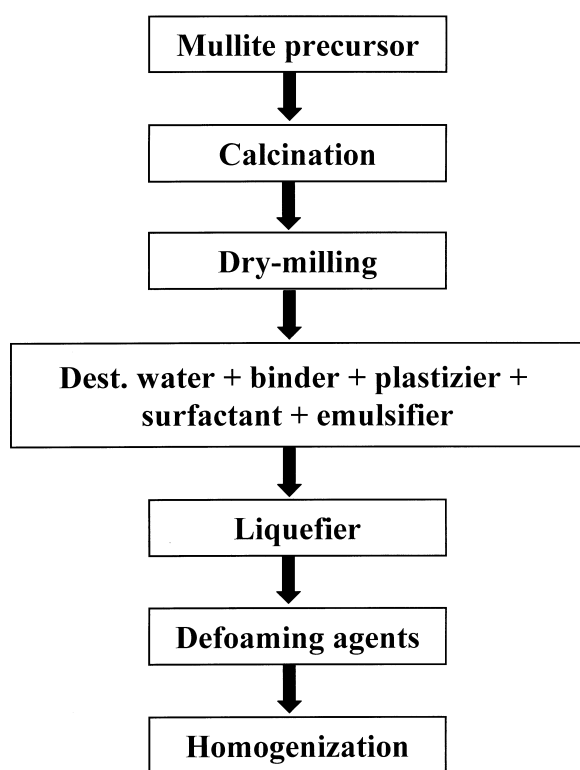 Mullite precursor
Calcination
Dry-milling
Dest. water + binder + plastizier +
surfactant + emulsifier
Liquefier
Defoaming agents
Homogenization